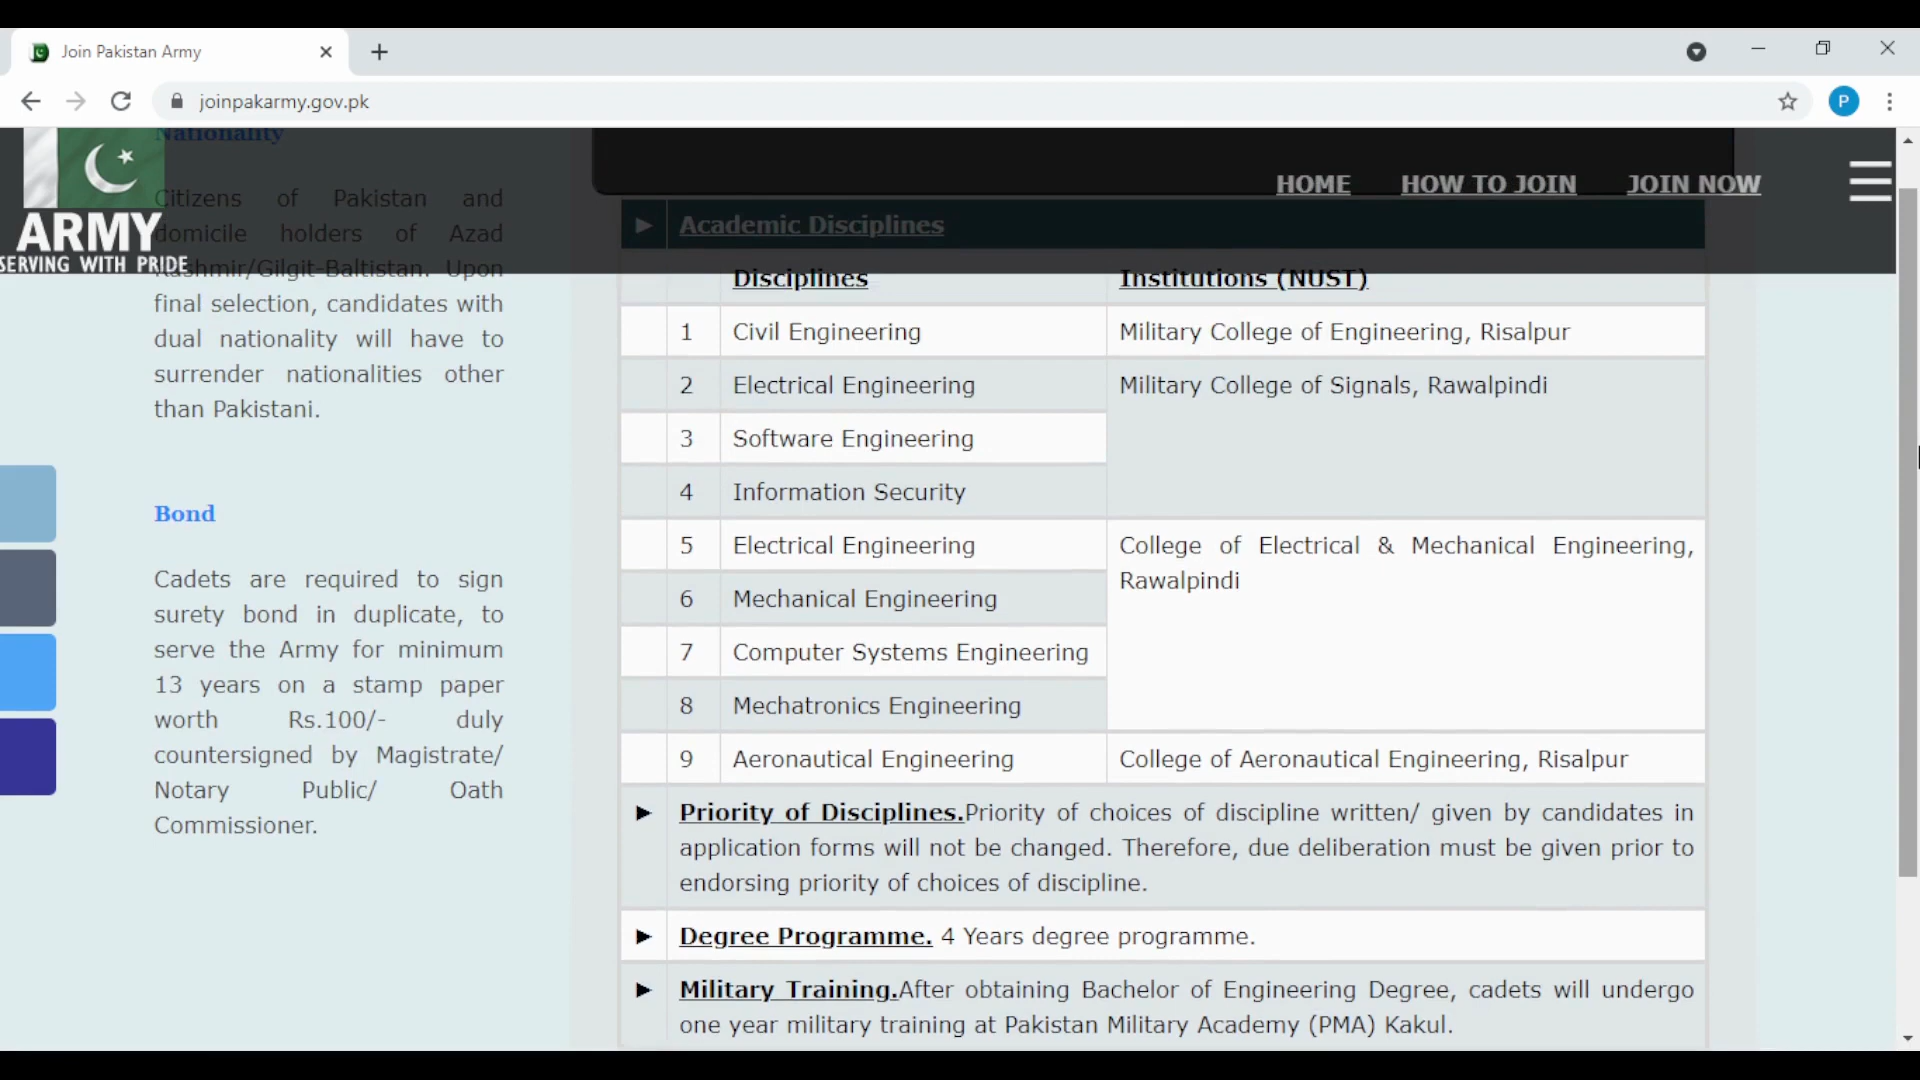 Join Pakistan Army
joinpakarmy.gov.pk
P
ARMY
SERVING WITH PRIDE
HOME HOW TO JOIN JOIN NOW
Nationality
Citizens of Pakistan and
domicile holders of Azad
Kashmir/Gilgit-Baltistan. Upon
final selection, candidates with
dual nationality will have to
surrender nationalities other
than Pakistani.
Bond
Cadets are required to sign
surety bond in duplicate, to
serve the Army for minimum
13 years on a stamp paper
worth Rs.100/- duly
countersigned by Magistrate/
Notary Public/ Oath
Commissioner.
► Academic Disciplines
Disciplines Institutions (NUST)
1 Civil Engineering Military College of Engineering, Risalpur
2 Electrical Engineering Military College of Signals, Rawalpindi
3 Software Engineering
4 Information Security
5 Electrical Engineering College of Electrical & Mechanical Engineering,
Rawalpindi
6 Mechanical Engineering
7 Computer Systems Engineering
8 Mechatronics Engineering
9 Aeronautical Engineering College of Aeronautical Engineering, Risalpur
► Priority of Disciplines.Priority of choices of discipline written/ given by candidates in
application forms will not be changed. Therefore, due deliberation must be given prior to
endorsing priority of choices of discipline.
► Degree Programme. 4 Years degree programme.
► Military Training.After obtaining Bachelor of Engineering Degree, cadets will undergo
one year military training at Pakistan Military Academy (PMA) Kakul.